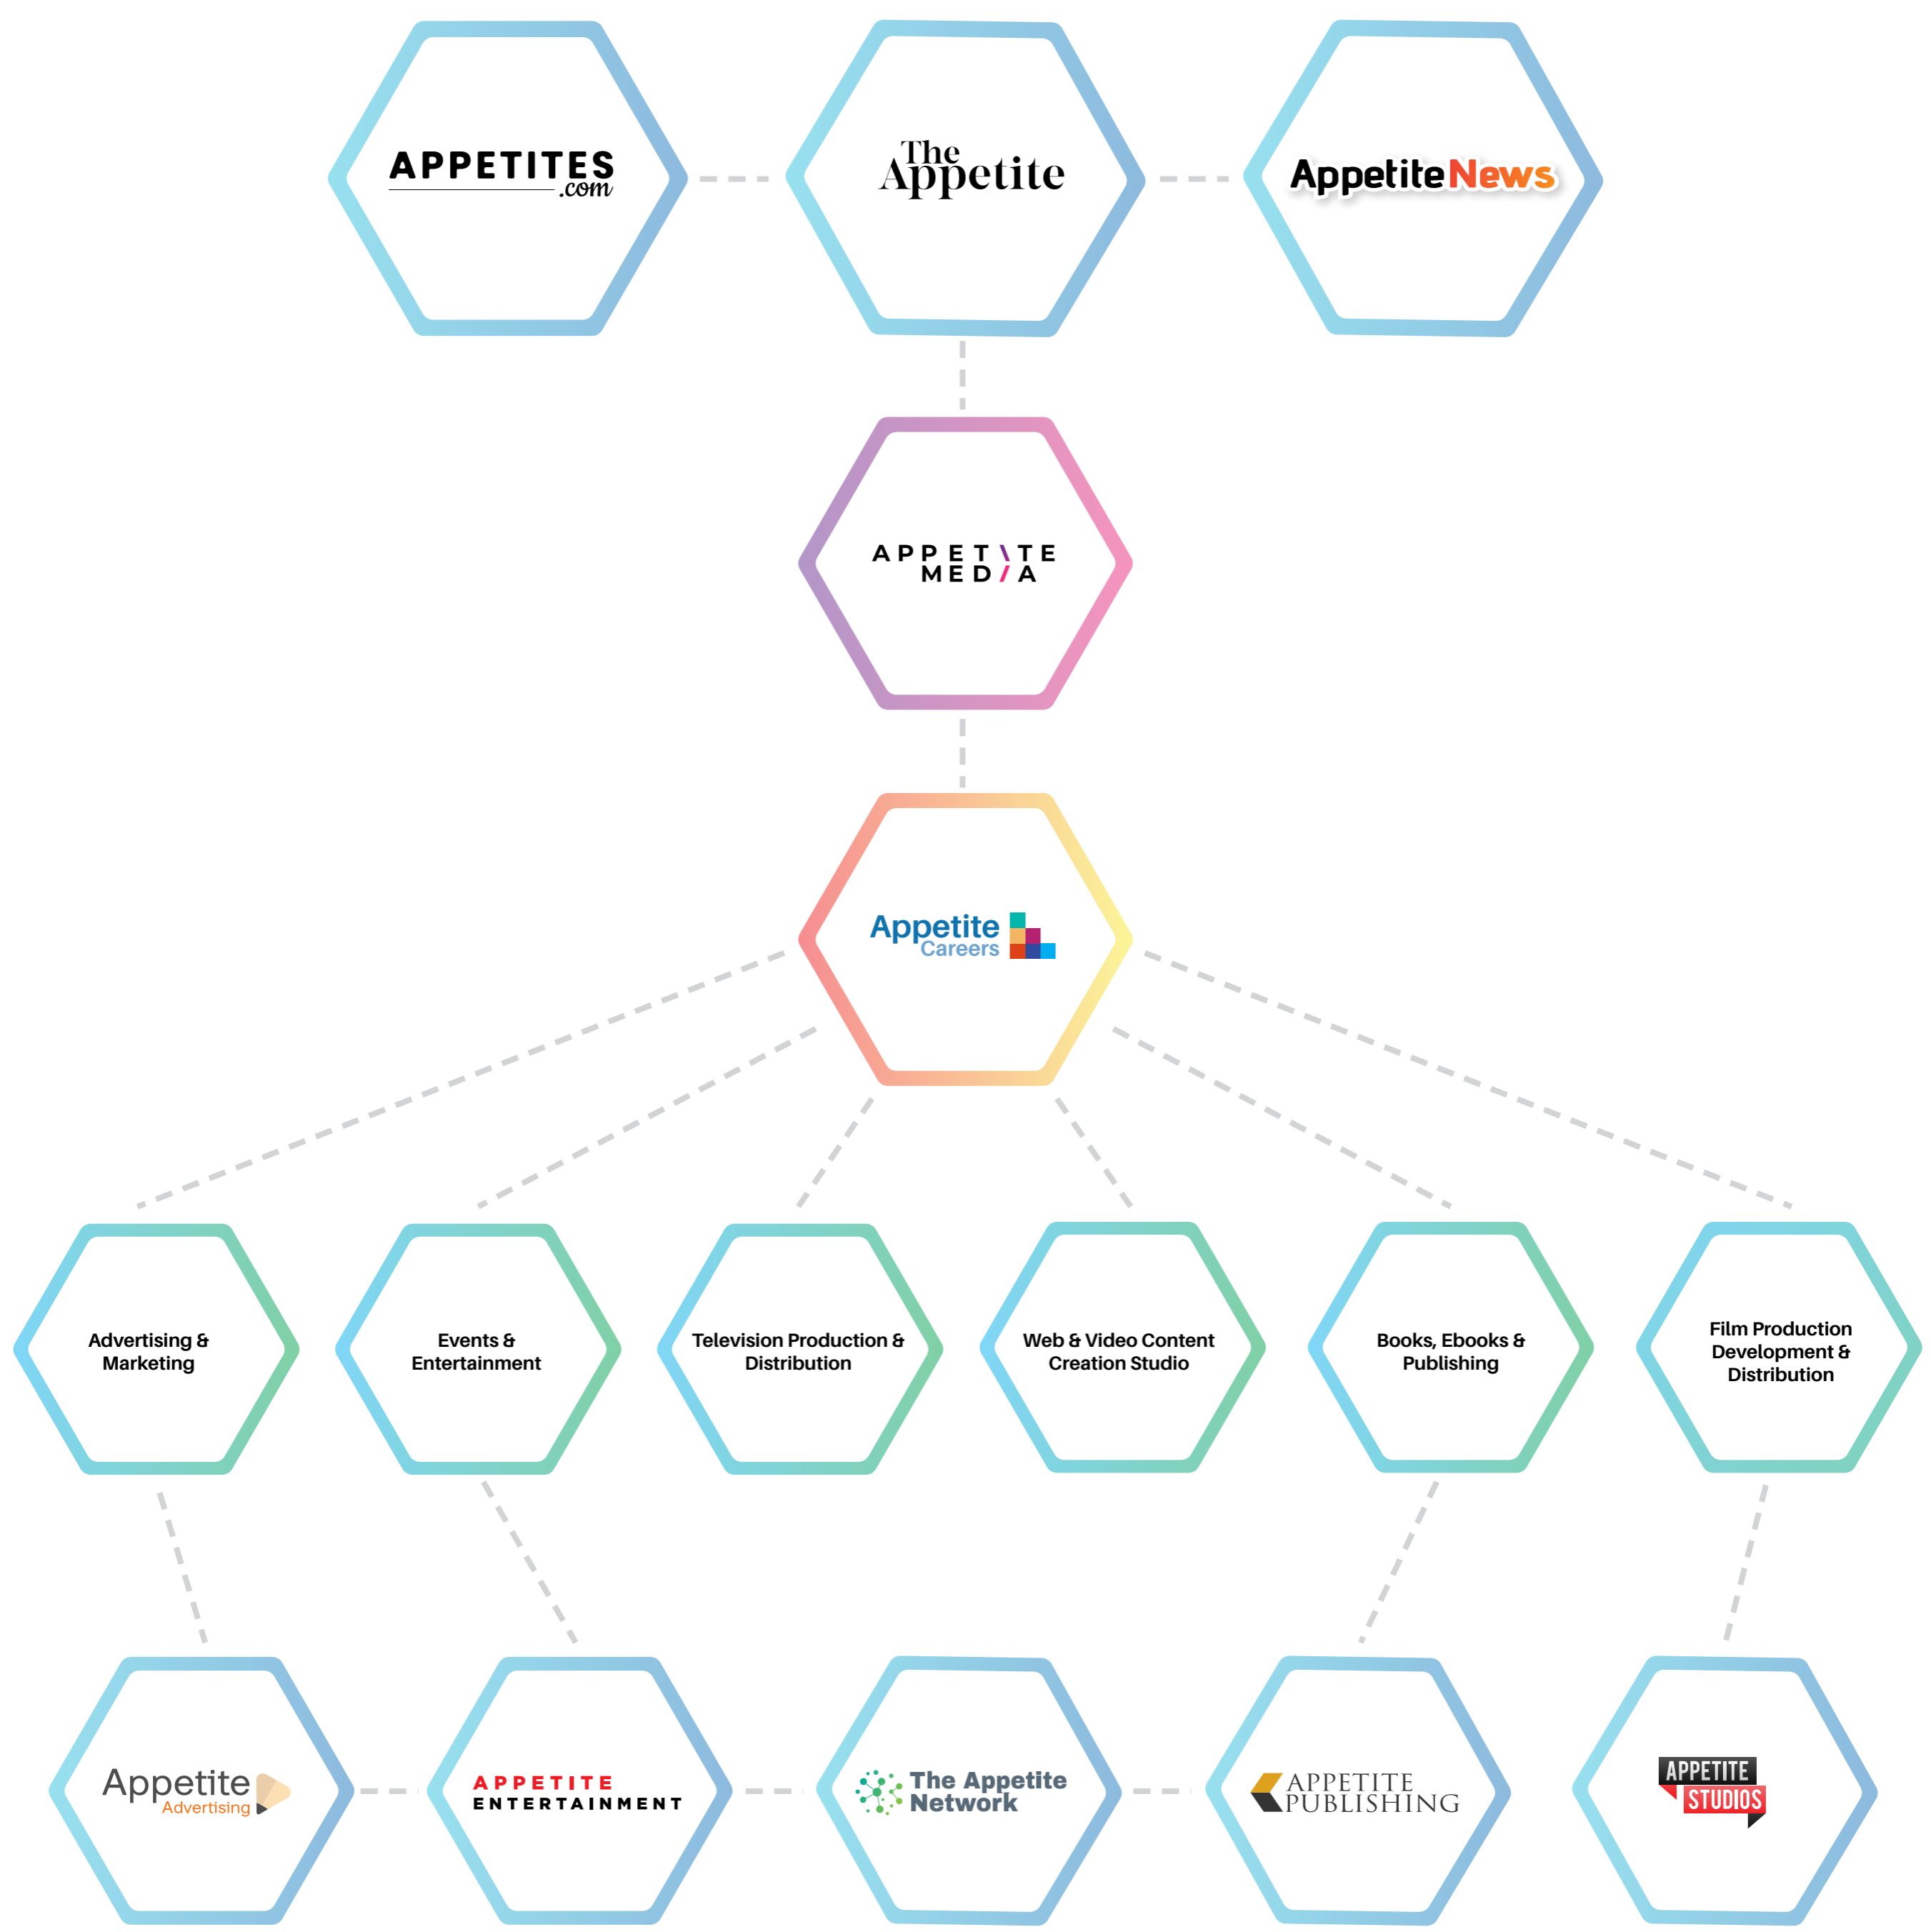 APPETITES
.com
The
Appetite
AppetiteNews
APPETITE
MEDIA
Appetite
Careers
Advertising &
Marketing
Events &
Entertainment
Television Production &
Distribution
Web & Video Content
Creation Studio
Books, Ebooks &
Publishing
Film Production
Development &
Distribution
Appetite
Advertising
APPETITE
ENTERTAINMENT
The Appetite
Network
APPETITE
PUBLISHING
APPETITE
STUDIOS